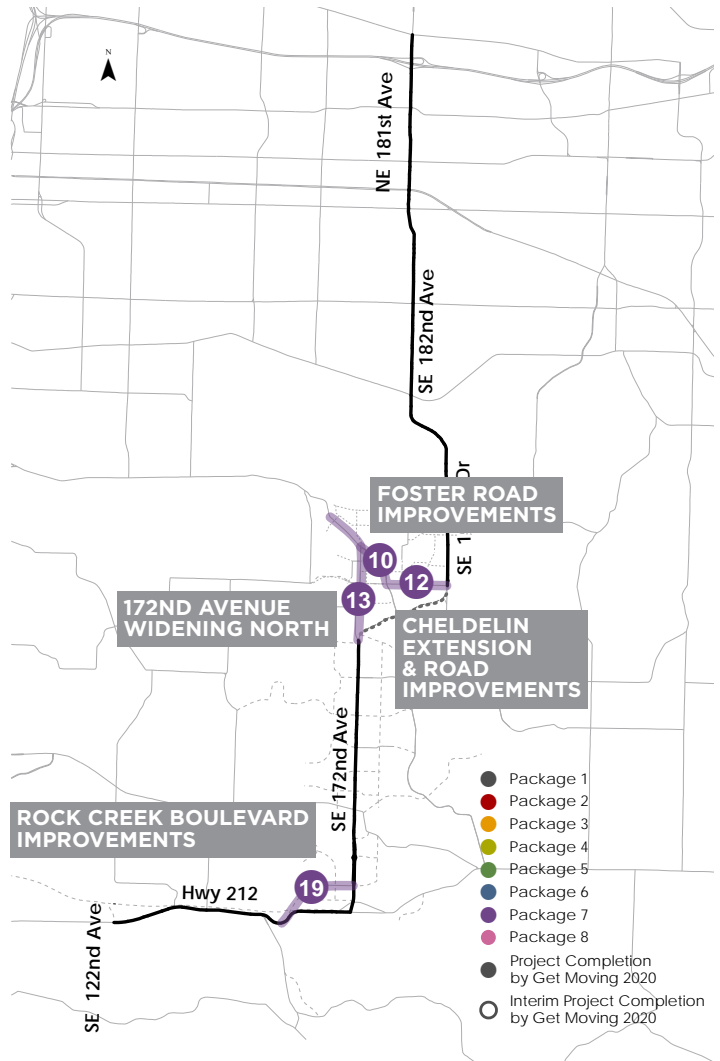 N
NE 181st Ave
SE 182nd Ave
FOSTER ROAD
IMPROVEMENTS
SE 1
Dr
10
12
13
172ND AVENUE
WIDENING NORTH
CHELDELIN
EXTENSION
& ROAD
IMPROVEMENTS
SE 172nd Ave
ROCK CREEK BOULEVARD
IMPROVEMENTS
Hwy 212
19
SE 122nd Ave
Package 1
Package 2
Package 3
Package 4
Package 5
Package 6
Package 7
Package 8
Project Completion
by Get Moving 2020
Interim Project Completion
by Get Moving 2020